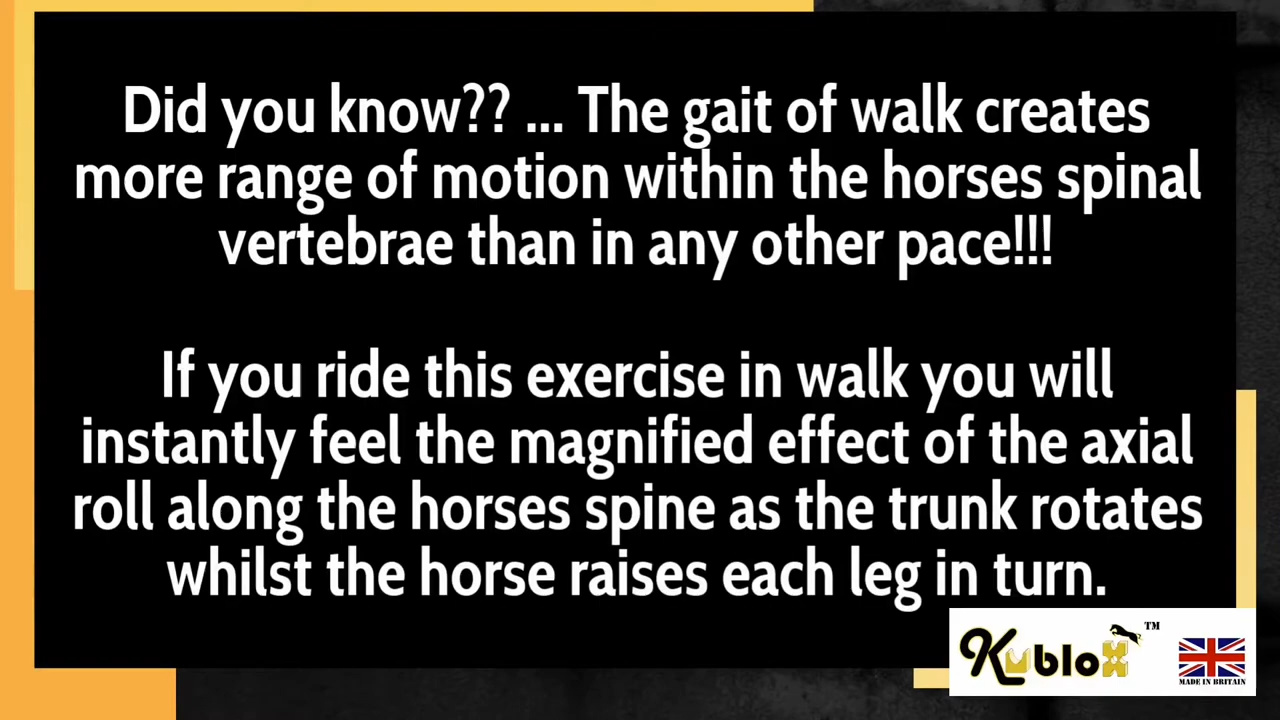 Did you know?? ... The gait of walk creates
more range of motion within the horses spinal
vertebrae than in any other pace!!!
If you ride this exercise in walk you will
instantly feel the magnified effect of the axial
roll along the horses spine as the trunk rotates
whilst the horse raises each leg in turn.
Kublox TM
MADE IN BRITAIN